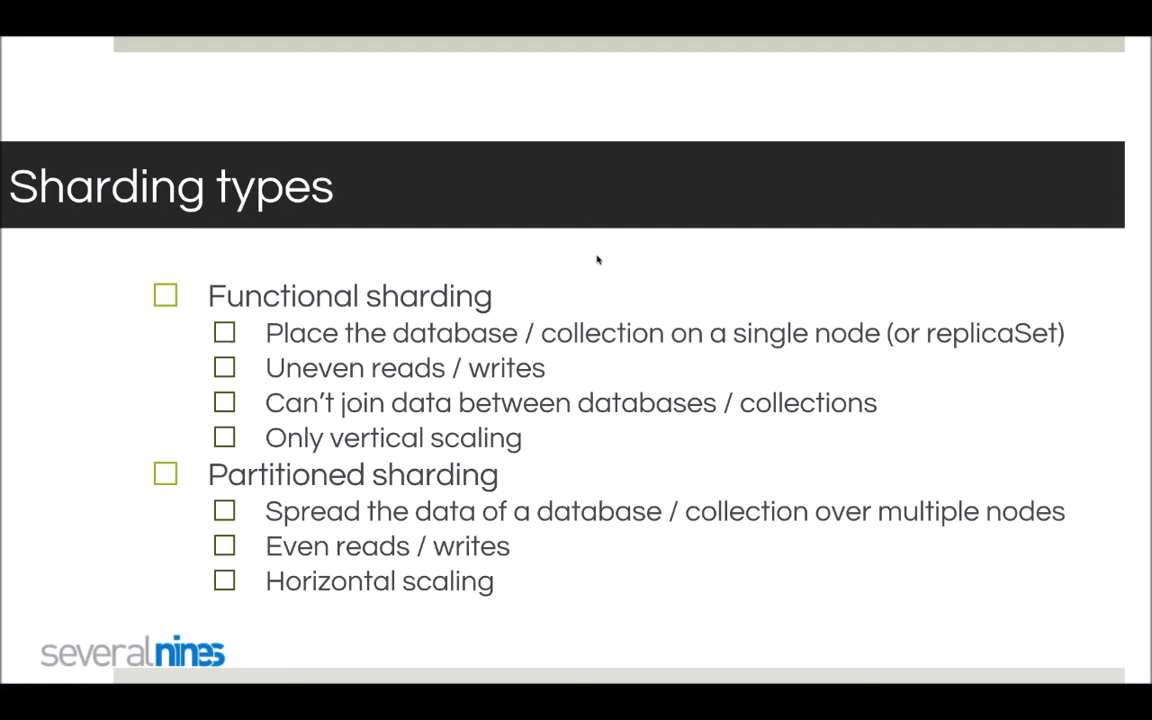 Sharding types
Functional sharding
Place the database / collection on a single node (or replicaSet)
Uneven reads / writes
Can't join data between databases / collections
Only vertical scaling
Partitioned sharding
Spread the data of a database / collection over multiple nodes
Even reads / writes
Horizontal scaling
severalnines